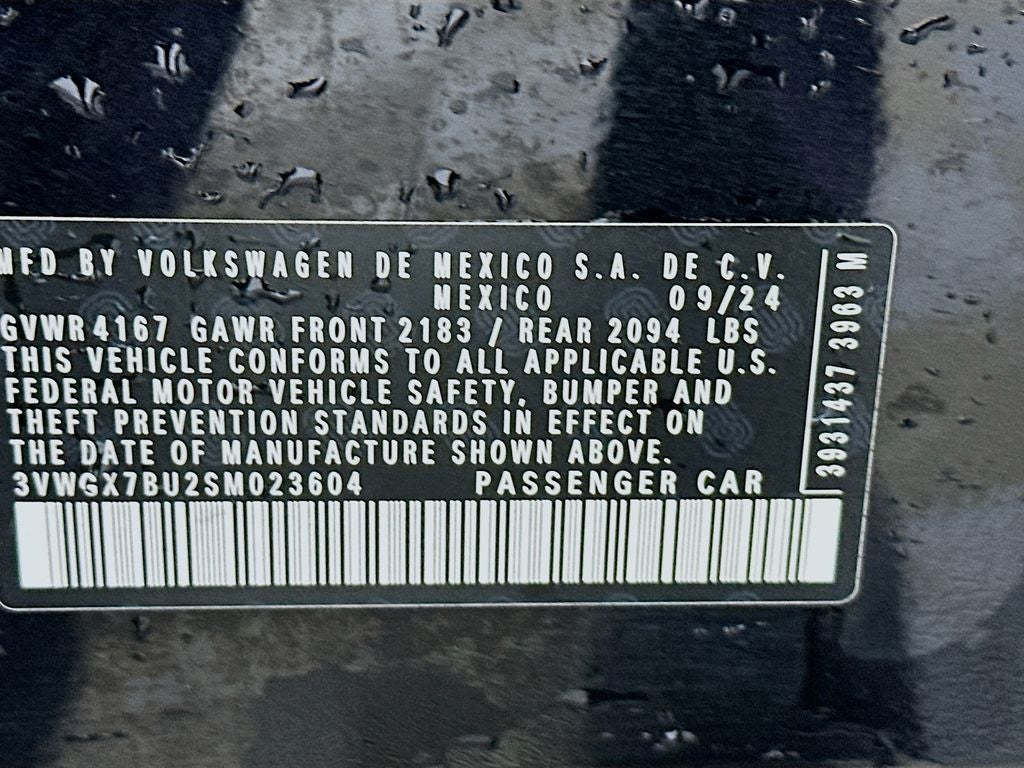 MFD BY VOLKSWAGEN DE MEXICO S.A. DE C.V.
MEXICO 09/24
GVWR 4167 GAWR FRONT 2183 / REAR 2094 LBS
THIS VEHICLE CONFORMS TO ALL APPLICABLE U.S.
FEDERAL MOTOR VEHICLE SAFETY, BUMPER AND
THEFT PREVENTION STANDARDS IN EFFECT ON
THE DATE OF MANUFACTURE SHOWN ABOVE.
3VWGX7BU2SM023604 PASSENGER CAR
3931437 3963 M/